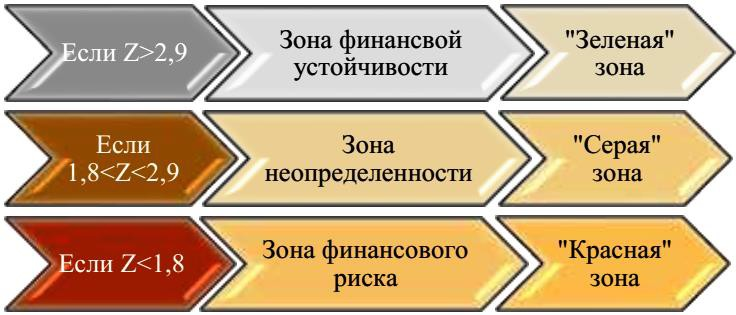 Если Z>2,9
Зона финансвой
устойчивости
"Зеленая"
зона
Если
1,8<Z<2,9
Зона
неопределенности
"Серая"
зона
Если Z<1,8
Зона финансового
риска
"Красная"
зона